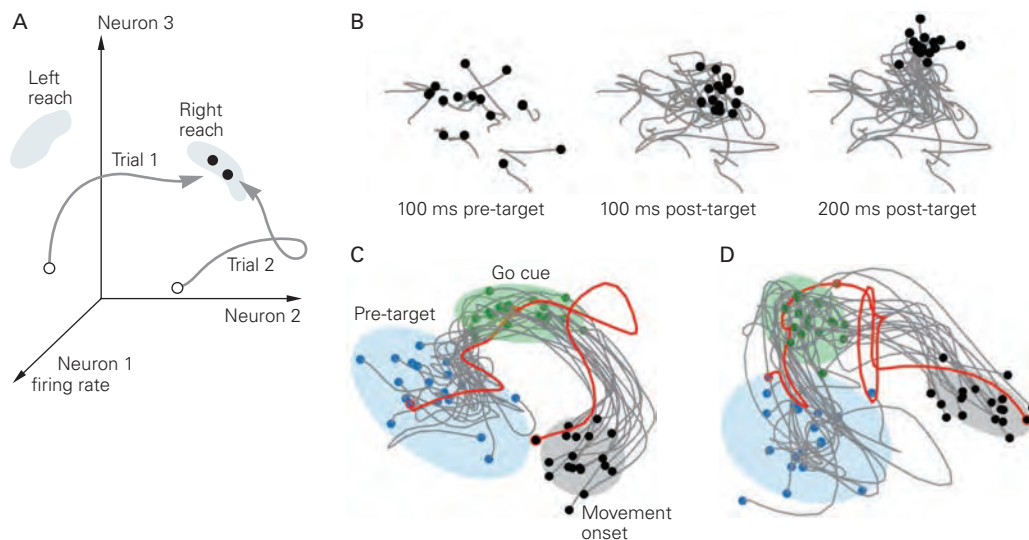 A
Neuron 3
Left
reach
Right
reach
Trial 1
Trial 2
Neuron 2
Neuron 1
firing rate
B
100 ms pre-target
100 ms post-target
200 ms post-target
C
Go cue
Pre-target
Movement
onset
D